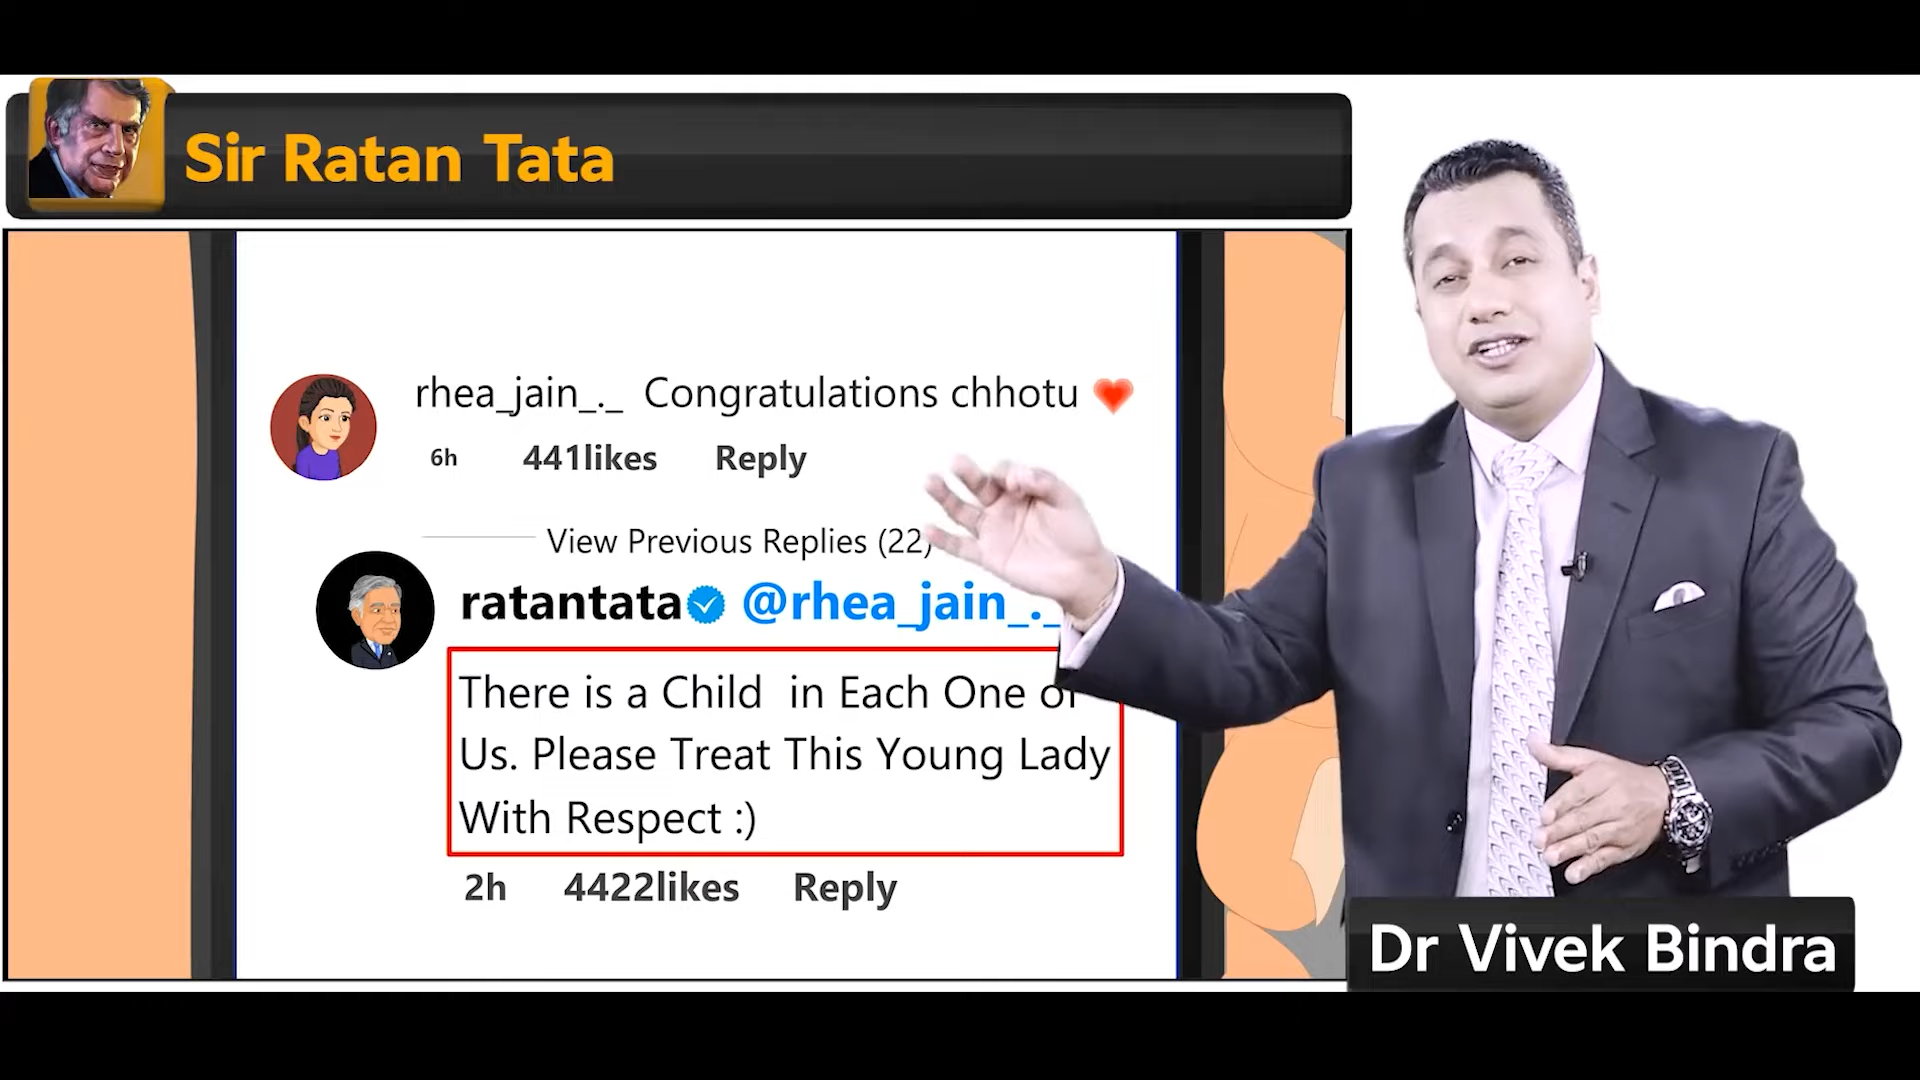 Sir Ratan Tata
rhea_jain_._ Congratulations chhotu ❤
6h 441likes Reply
View Previous Replies (22)
ratantata @rhea_jain_._
There is a Child in Each One of
Us. Please Treat This Young Lady
With Respect :)
2h 4422likes Reply
Dr Vivek Bindra